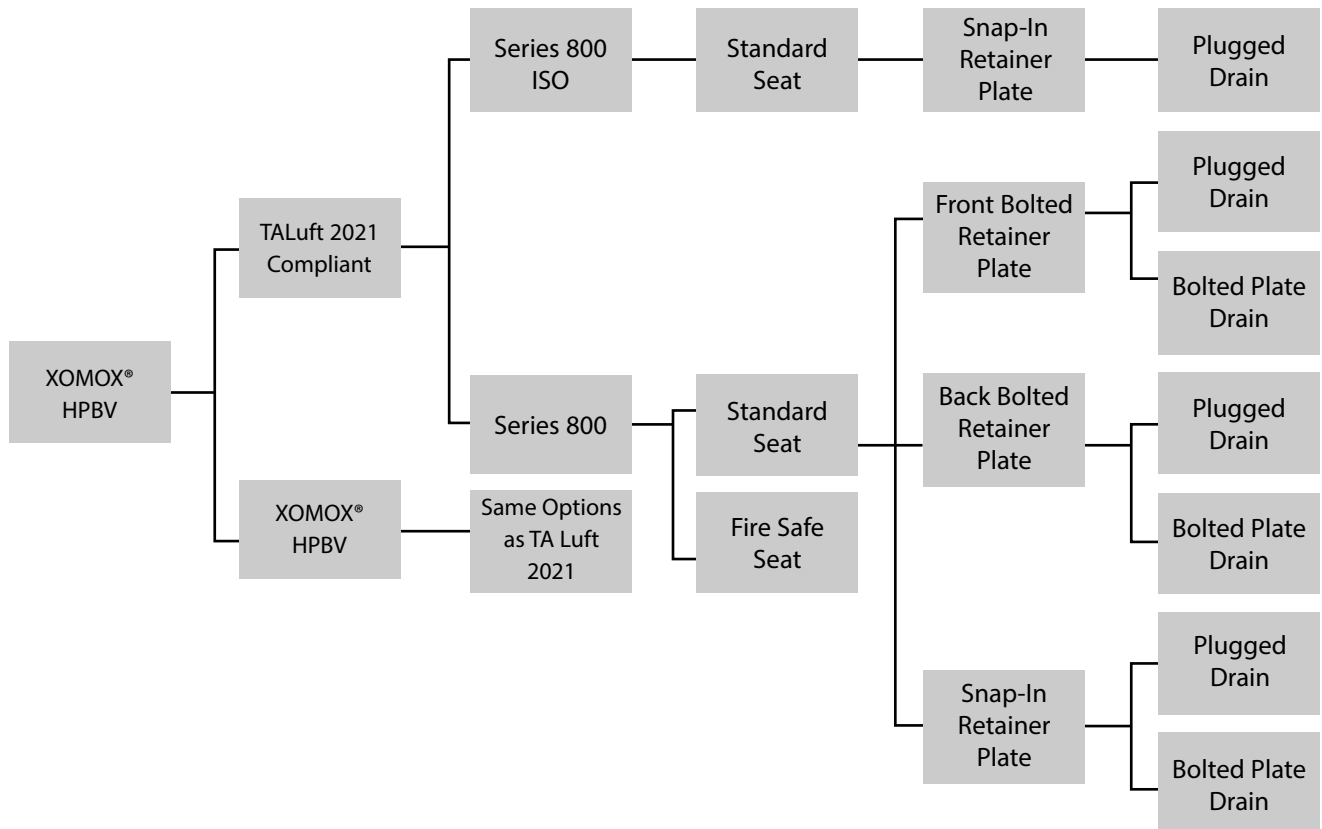 XOMOX®
HPBV
TALuft 2021
Compliant
XOMOX®
HPBV
Series 800
ISO
Series 800
Same Options
as TA Luft
2021
Standard
Seat
Standard
Seat
Fire Safe
Seat
Snap-In
Retainer
Plate
Front Bolted
Retainer
Plate
Back Bolted
Retainer
Plate
Snap-In
Retainer
Plate
Plugged
Drain
Plugged
Drain
Bolted Plate
Drain
Plugged
Drain
Bolted Plate
Drain
Plugged
Drain
Bolted Plate
Drain